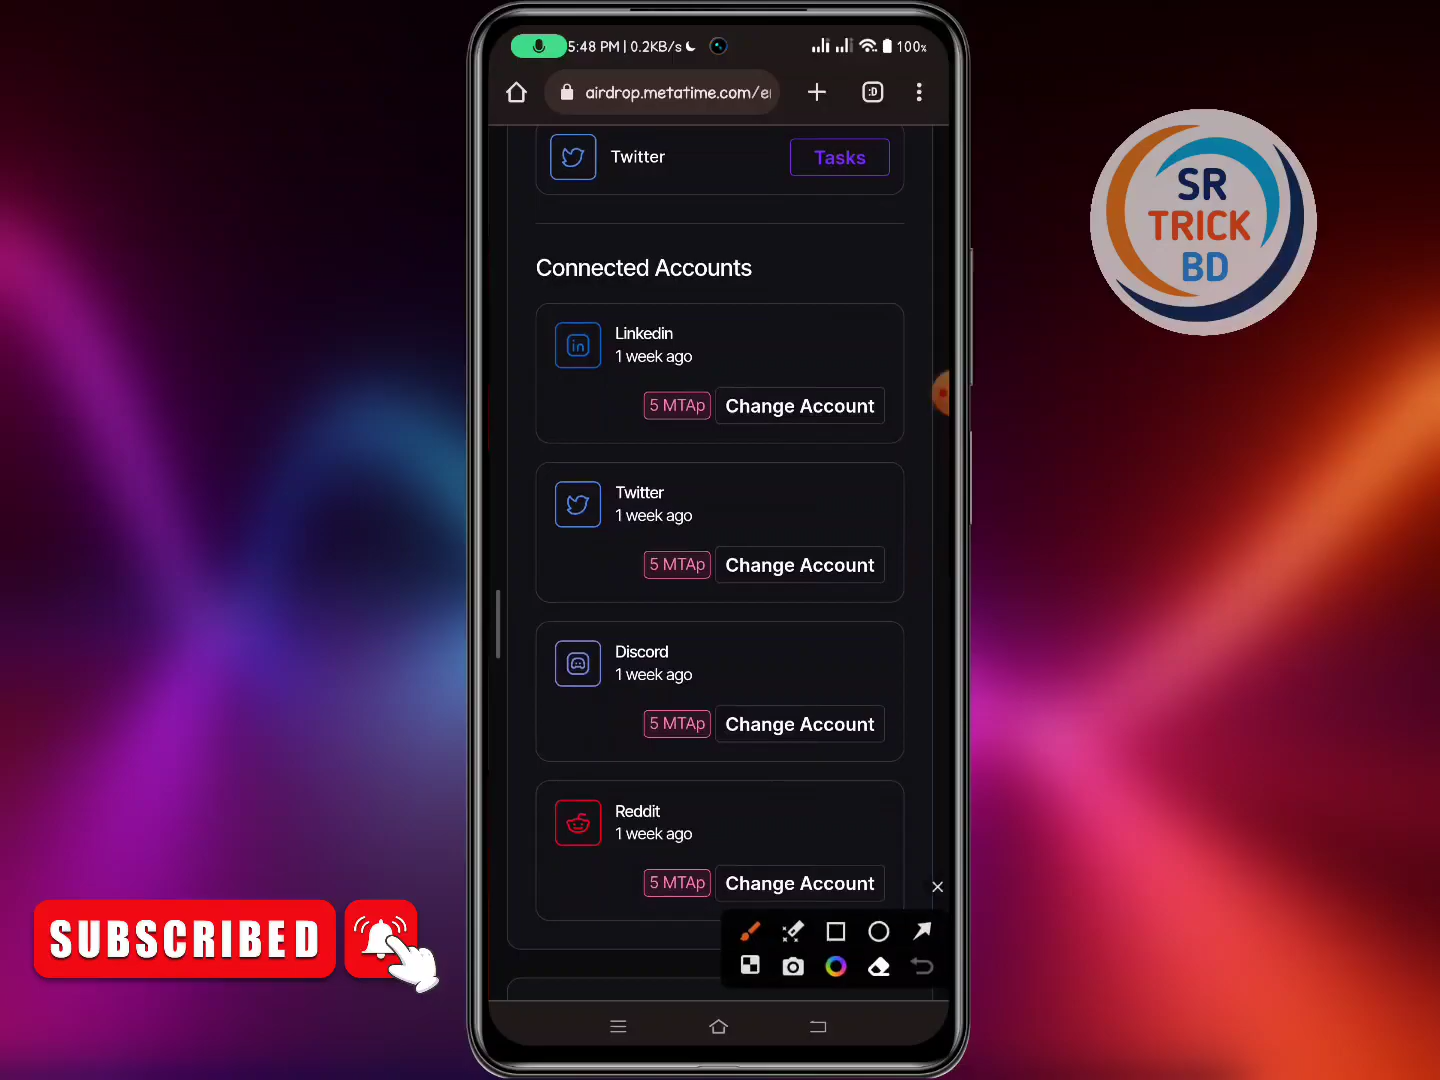 5:48 PM | 0.2KB/s
100%
airdrop.metatime.com/e
:D
Twitter
Tasks
Connected Accounts
Linkedin
1 week ago
5 MTAp
Change Account
Twitter
1 week ago
5 MTAp
Change Account
Discord
1 week ago
5 MTAp
Change Account
Reddit
1 week ago
5 MTAp
Change Account
SR
TRICK
BD
SUBSCRIBED